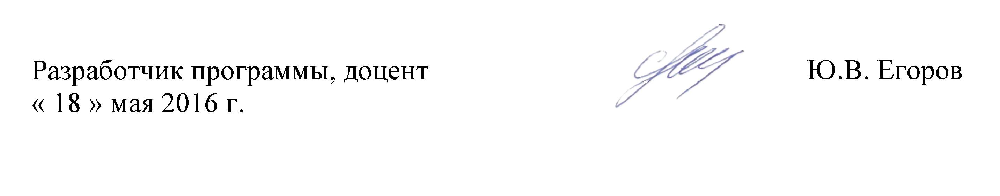 Разработчик программы, доцент Ю.В. Егоров
« 18 » мая 2016 г.